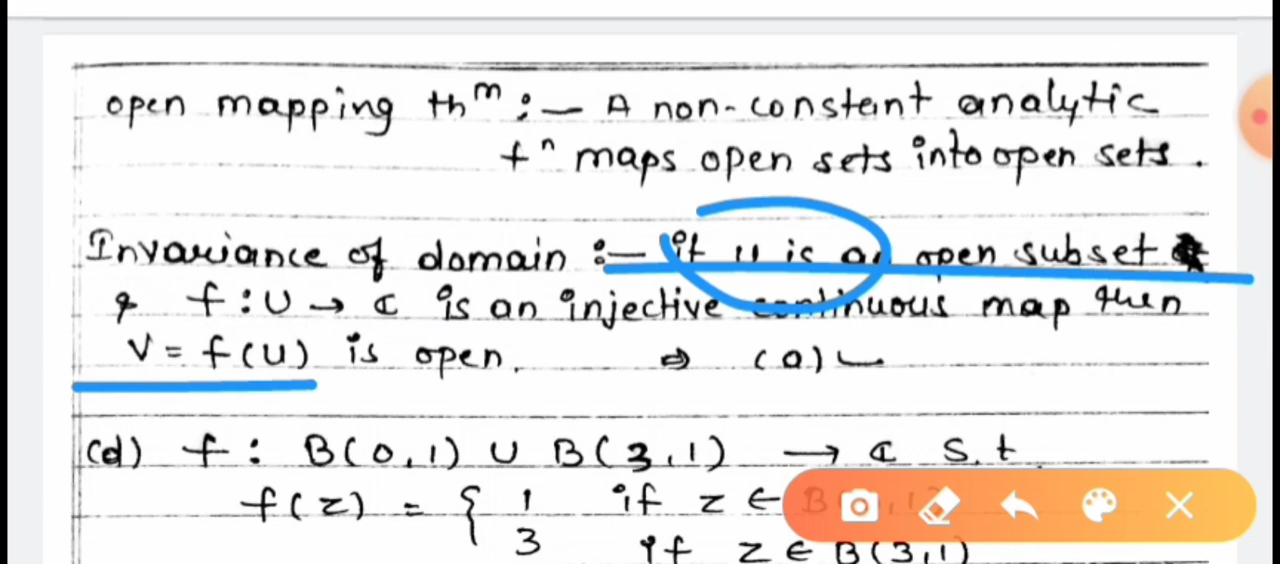 open mapping thᵐ :— A non-constant analytic
fⁿ maps open sets into open sets.
Invariance of domain :— if U is an open subset
& f : U → ℂ is an injective continuous map then
V = f(U) is open. ⇒ (a) ✓
(d) f : B(0,1) ∪ B(3,1) → ℂ s.t
f(z) = { 1 if z ∈ B
3 if z ∈ B(3,1)